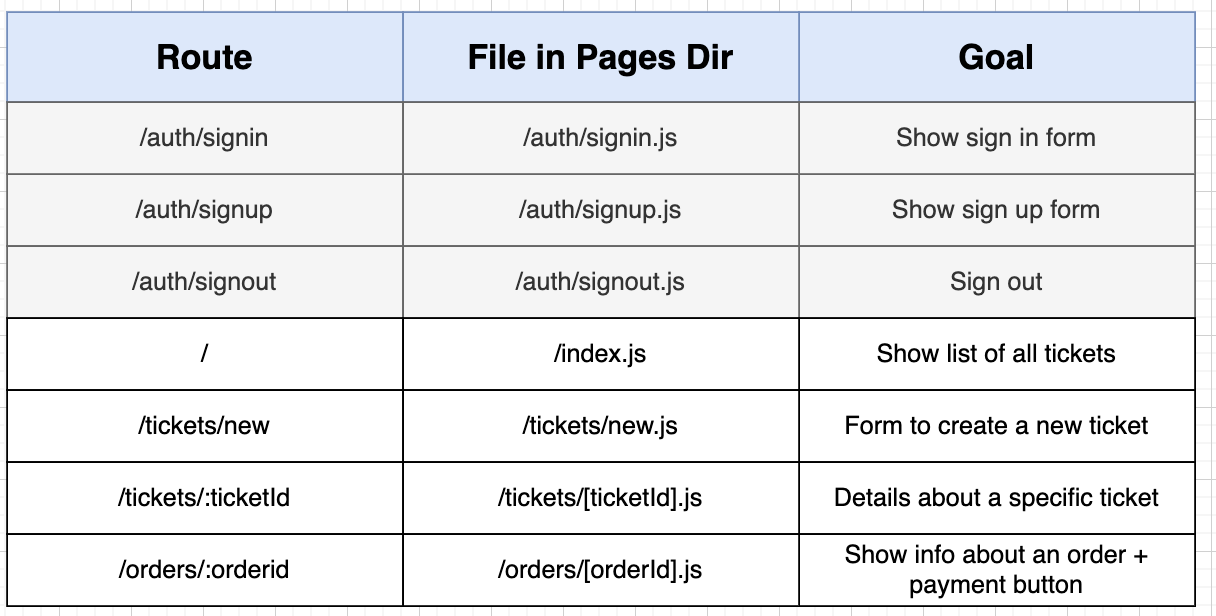 Route File in Pages Dir Goal
/auth/signin /auth/signin.js Show sign in form
/auth/signup /auth/signup.js Show sign up form
/auth/signout /auth/signout.js Sign out
/ /index.js Show list of all tickets
/tickets/new /tickets/new.js Form to create a new ticket
/tickets/:ticketId /tickets/[ticketId].js Details about a specific ticket
/orders/:orderid /orders/[orderId].js Show info about an order +
payment button